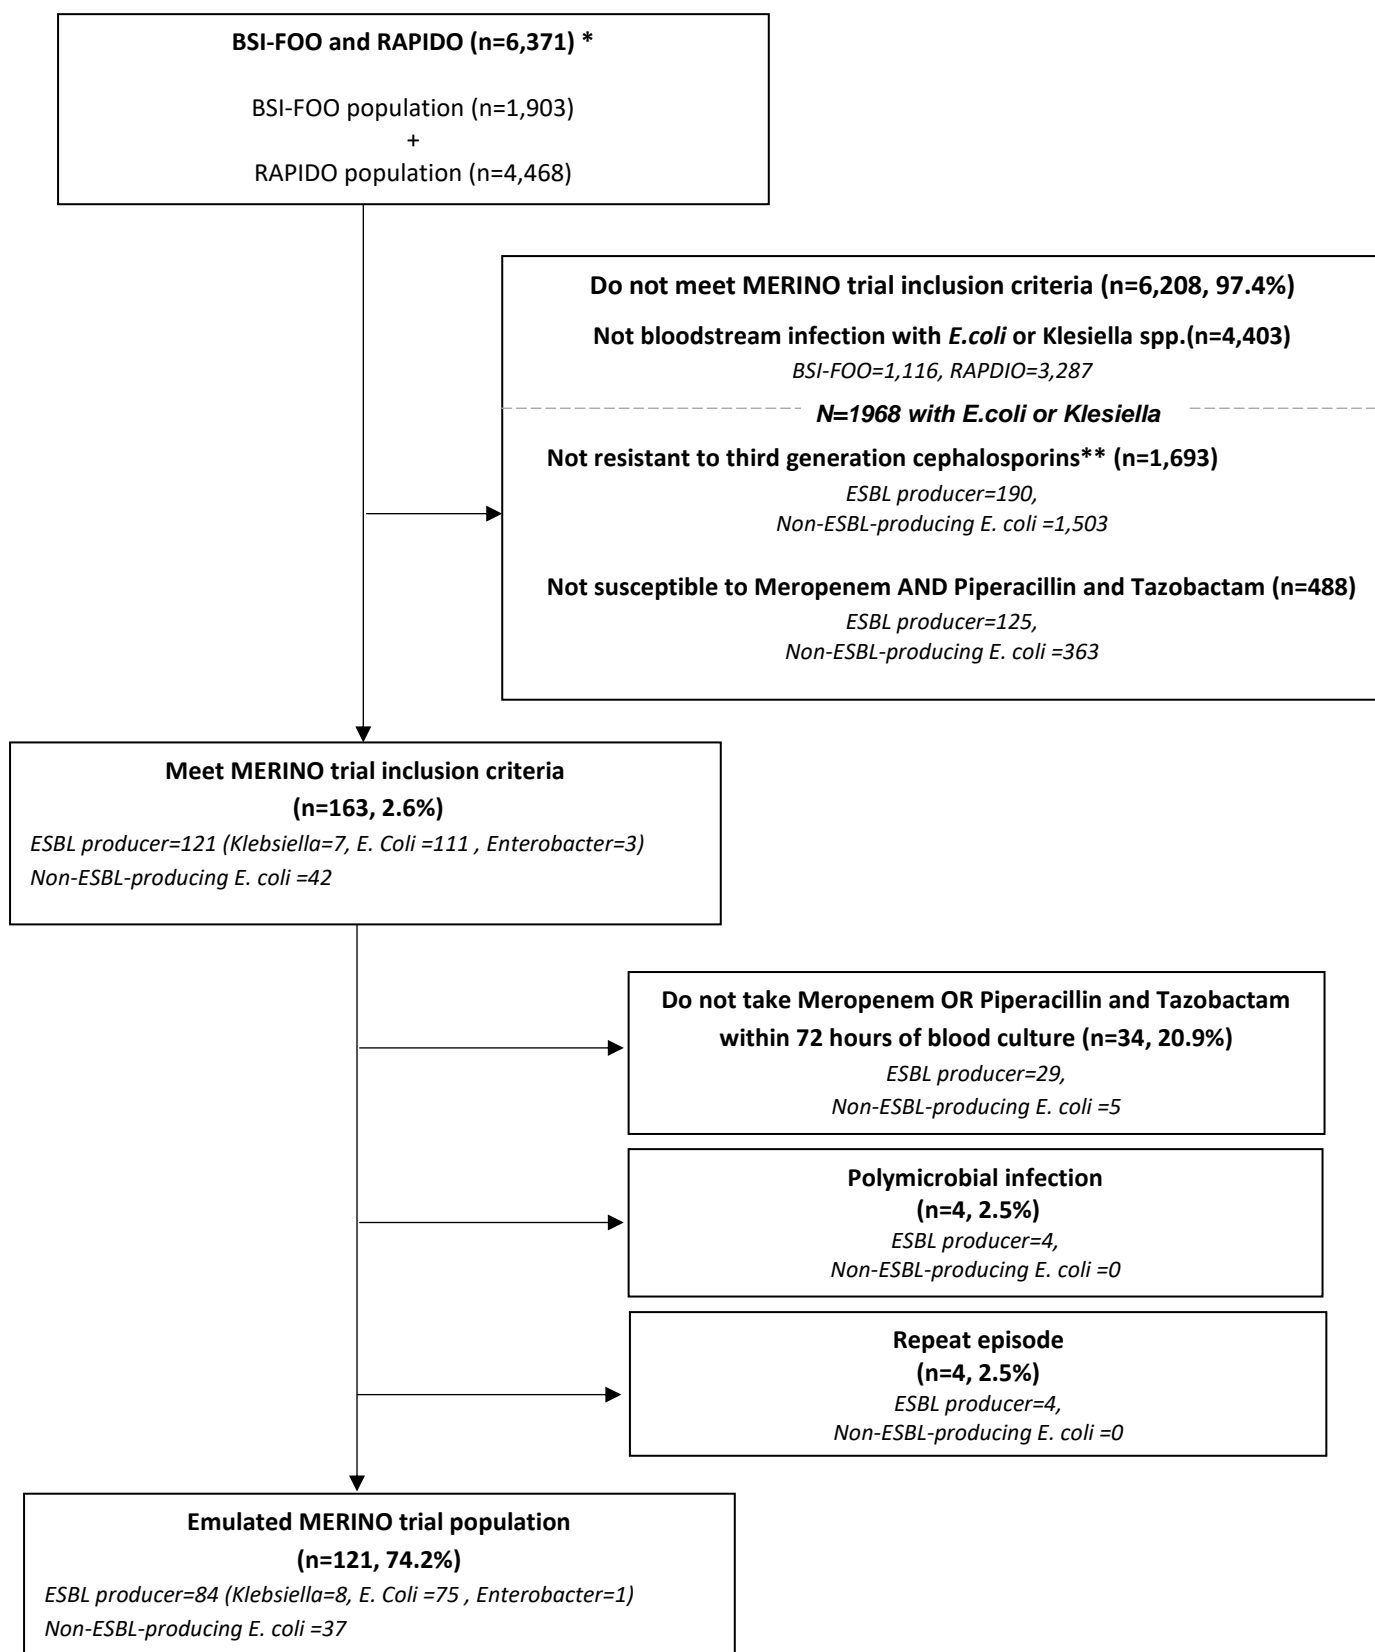 BSI-FOO and RAPIDO (n=6,371) *
BSI-FOO population (n=1,903)
+
RAPIDO population (n=4,468)
Do not meet MERINO trial inclusion criteria (n=6,208, 97.4%)
Not bloodstream infection with E.coli or Klesiella spp.(n=4,403)
BSI-FOO=1,116, RAPDIO=3,287
N=1968 with E.coli or Klesiella
Not resistant to third generation cephalosporins** (n=1,693)
ESBL producer=190,
Non-ESBL-producing E. coli =1,503
Not susceptible to Meropenem AND Piperacillin and Tazobactam (n=488)
ESBL producer=125,
Non-ESBL-producing E. coli =363
Meet MERINO trial inclusion criteria
(n=163, 2.6%)
ESBL producer=121 (Klebsiella=7, E. Coli =111 , Enterobacter=3)
Non-ESBL-producing E. coli =42
Do not take Meropenem OR Piperacillin and Tazobactam
within 72 hours of blood culture (n=34, 20.9%)
ESBL producer=29,
Non-ESBL-producing E. coli =5
Polymicrobial infection
(n=4, 2.5%)
ESBL producer=4,
Non-ESBL-producing E. coli =0
Repeat episode
(n=4, 2.5%)
ESBL producer=4,
Non-ESBL-producing E. coli =0
Emulated MERINO trial population
(n=121, 74.2%)
ESBL producer=84 (Klebsiella=8, E. Coli =75 , Enterobacter=1)
Non-ESBL-producing E. coli =37